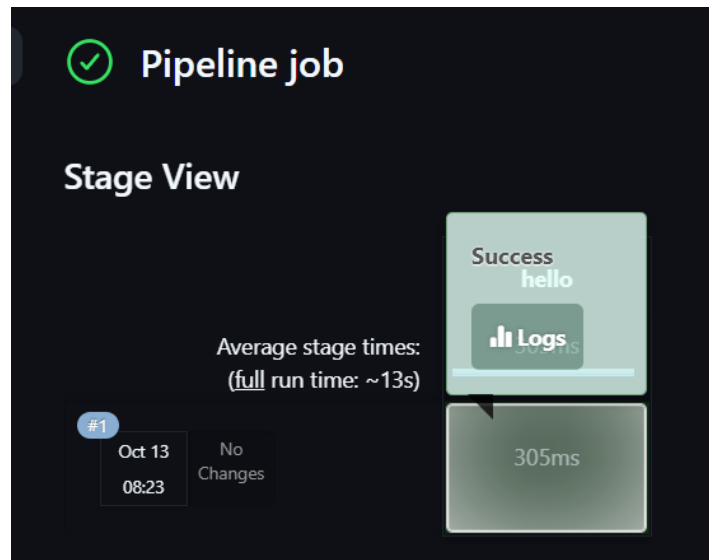 Pipeline job
Stage View
Success
hello
Logs
Average stage times:
(full run time: ~13s)
#1
Oct 13
08:23
No
Changes
305ms